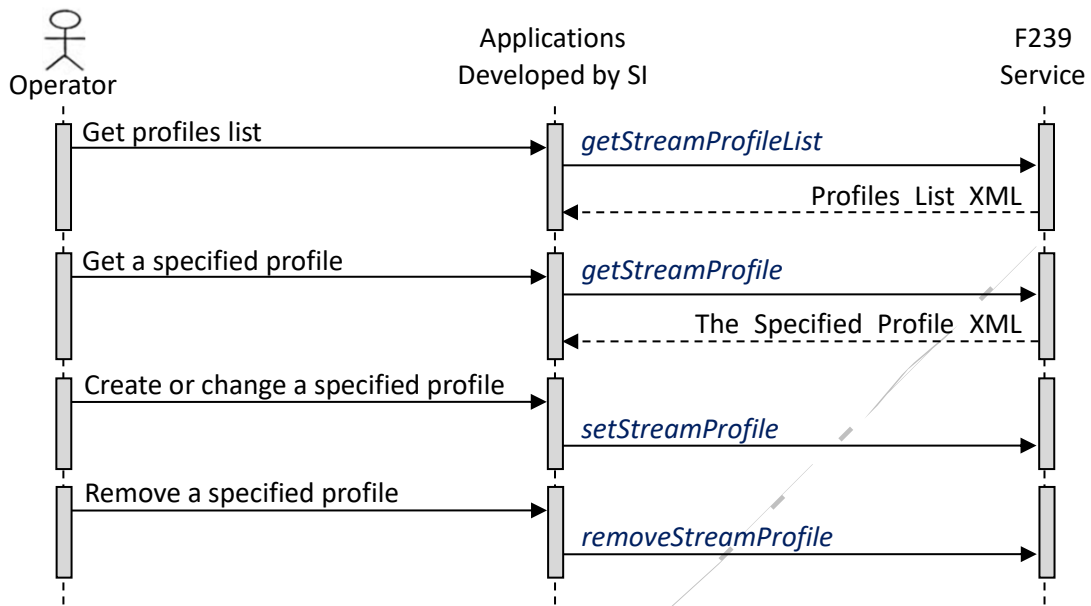 Applications
Developed by SI
F239
Service
Operator
Get profiles list
getStreamProfileList
Profiles List XML
Get a specified profile
getStreamProfile
The Specified Profile XML
Create or change a specified profile
setStreamProfile
Remove a specified profile
removeStreamProfile